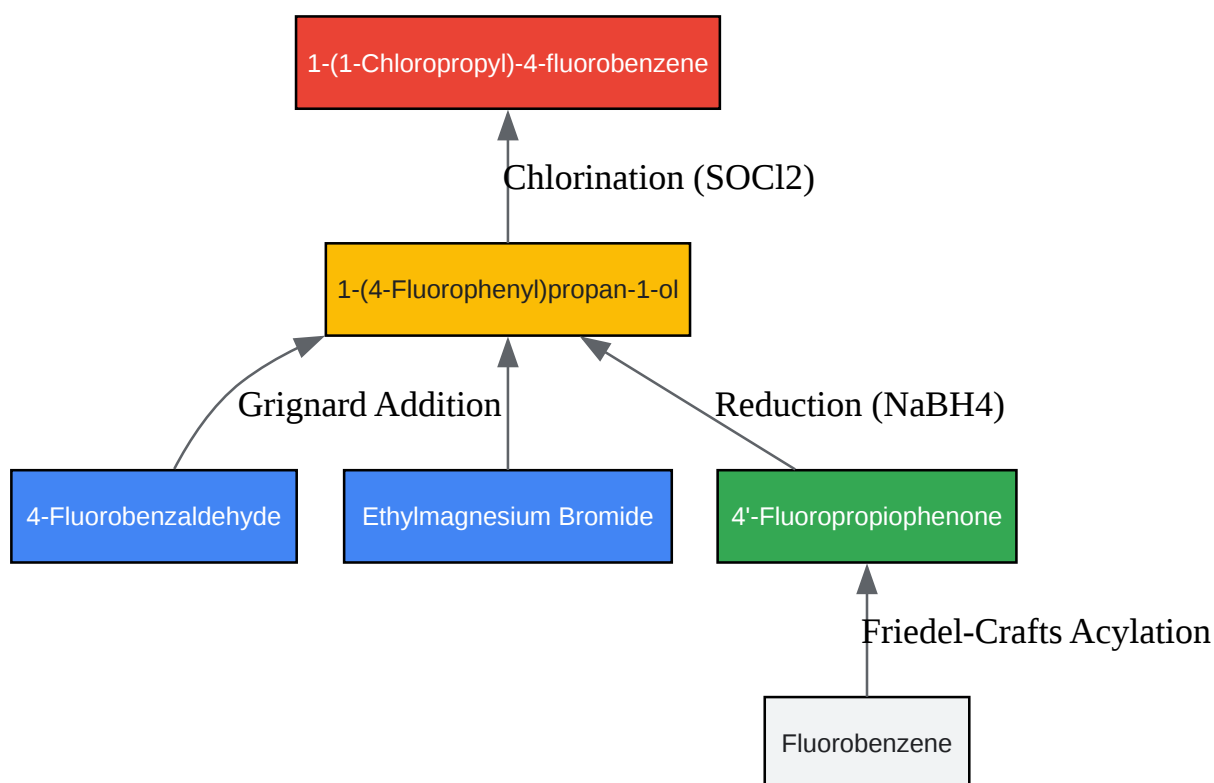 1-(1-Chloropropyl)-4-fluorobenzene
Chlorination (SOCl2)
1-(4-Fluorophenyl)propan-1-ol
Grignard Addition
Reduction (NaBH4)
4-Fluorobenzaldehyde
Ethylmagnesium Bromide
4'-Fluoropropiophenone
Friedel-Crafts Acylation
Fluorobenzene